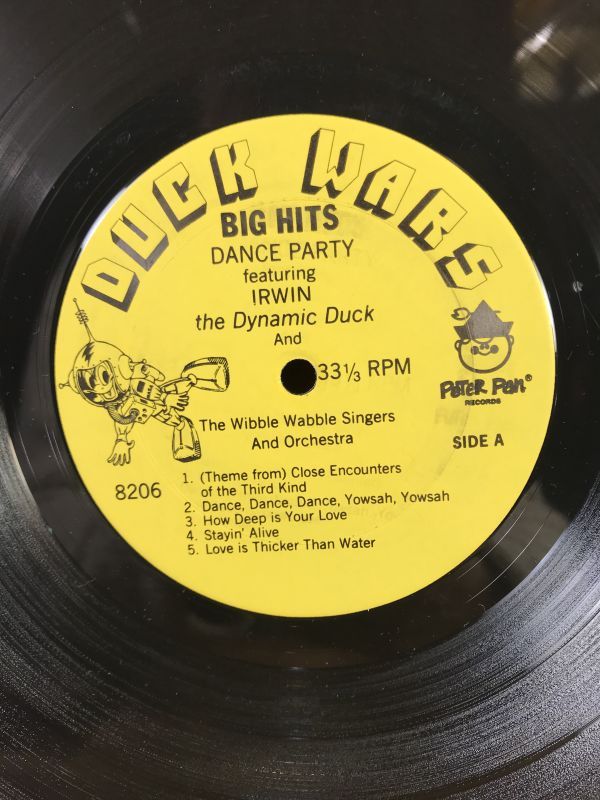 DUCK WARS
BIG HITS
DANCE PARTY
featuring
IRWIN
the Dynamic Duck
And
33 1/3 RPM
Peter Pan®
RECORDS
The Wibble Wabble Singers
And Orchestra
SIDE A
8206
1. (Theme from) Close Encounters
of the Third Kind
2. Dance, Dance, Dance, Yowsah, Yowsah
3. How Deep is Your Love
4. Stayin' Alive
5. Love is Thicker Than Water